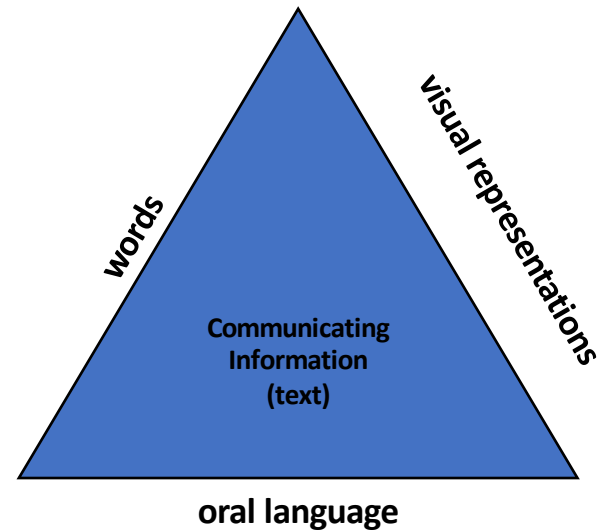 words
visual representations
Communicating
Information
(text)
oral language